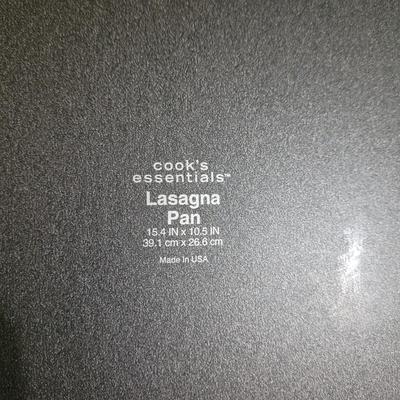 cook's
essentials™
Lasagna
Pan
15.4 IN x 10.5 IN
39.1 cm x 26.6 cm
Made In USA